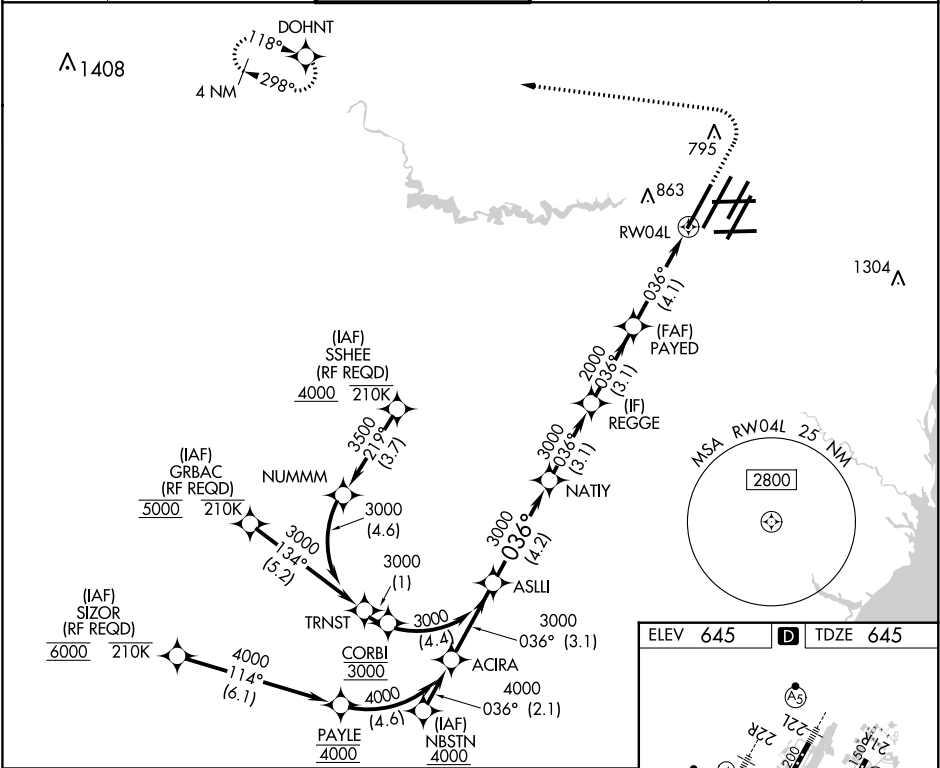 DOHNT
118°
298°
4 NM
1408
795
863
RW04L
1304
036°
(4.1)
(FAF)
PAYED
2000
036°
(3.1)
(IF)
REGGE
3000
036°
(3.1)
NATIY
3000
036°
(4.2)
ASLLI
(IAF)
SSHEE
(RF REQD)
4000 210K
3500
219°
(3.7)
NUMMM
3000
(4.6)
(IAF)
GRBAC
(RF REQD)
5000 210K
3000
134°
(5.2)
3000
(1)
TRNST
3000
(4.4)
CORBI
3000
3000
036° (3.1)
ACIRA
(IAF)
SIZOR
(RF REQD)
6000 210K
4000
114°
(6.1)
4000
(4.6)
PAYLE
4000
4000
036° (2.1)
(IAF)
NBSTN
4000
MSA RW04L 25 NM
2800
ELEV 645 D TDZE 645
A5
22R
22L
21R
200
150